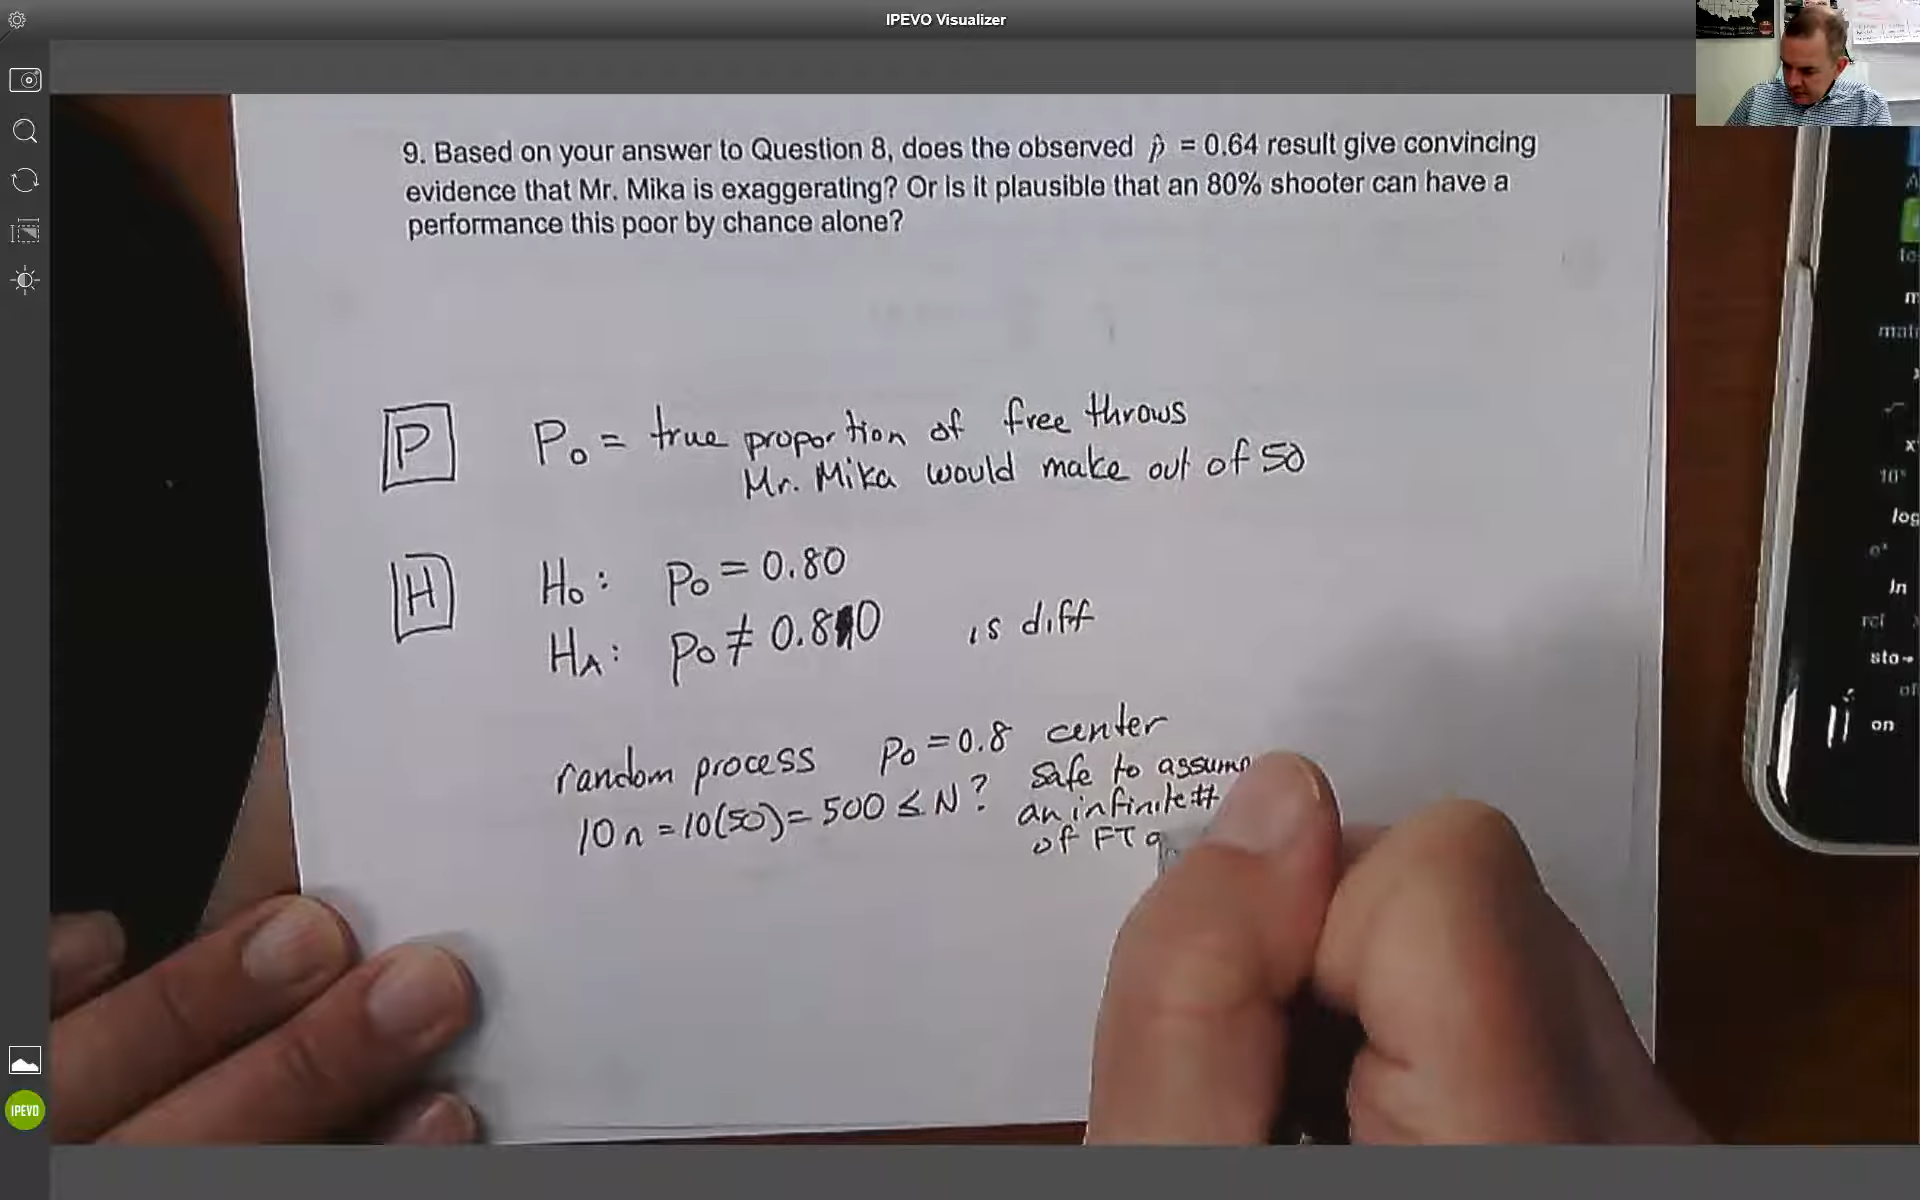 IPEVO Visualizer
9. Based on your answer to Question 8, does the observed p̂ = 0.64 result give convincing
evidence that Mr. Mika is exaggerating? Or Is it plausible that an 80% shooter can have a
performance this poor by chance alone?
P P₀ = true proportion of free throws
Mr. Mika would make out of 50
H H₀: p₀ = 0.80
Hₐ: p₀ ≠ 0.80 is diff
random process p₀ = 0.8 center
10n = 10(50) = 500 ≤ N? safe to assume
an infinite #
of FT
log
ln
sto→
on
IPEVO